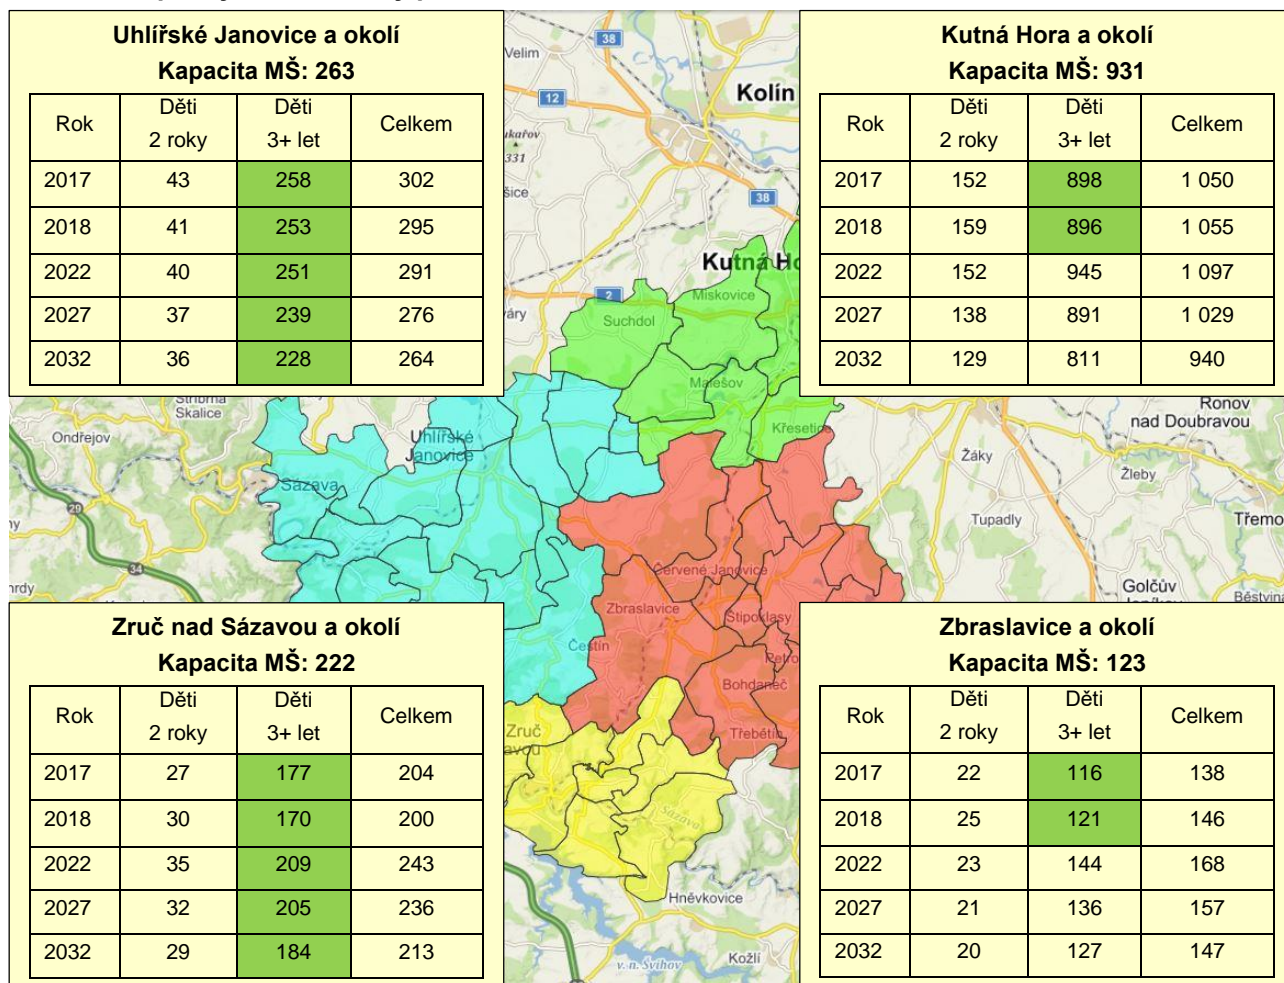 Uhlířské Janovice a okolí
Kapacita MŠ: 263
Rok Děti 2 roky Děti 3+ let Celkem
2017 43 258 302
2018 41 253 295
2022 40 251 291
2027 37 239 276
2032 36 228 264
Kutná Hora a okolí
Kapacita MŠ: 931
Rok Děti 2 roky Děti 3+ let Celkem
2017 152 898 1 050
2018 159 896 1 055
2022 152 945 1 097
2027 138 891 1 029
2032 129 811 940
Velim
38
Kolín
12
331
38
Kutná
2
Miskovice
Suchdol
Malešov
Křesetice
Skalice
Ondřejov
Uhlířské
Janovice
Sázava
29
34
Ronov
nad Doubravou
Žáky
Žleby
Tupadly
Golčův
Červené Janovice
Zbraslavice
Štipoklasy
Čestín
Bohdaneč
Třebětín
Zruč
Sázava
Hněvkovice
Kožlí
v. n. Švihov
Zruč nad Sázavou a okolí
Kapacita MŠ: 222
Rok Děti 2 roky Děti 3+ let Celkem
2017 27 177 204
2018 30 170 200
2022 35 209 243
2027 32 205 236
2032 29 184 213
Zbraslavice a okolí
Kapacita MŠ: 123
Rok Děti 2 roky Děti 3+ let Celkem
2017 22 116 138
2018 25 121 146
2022 23 144 168
2027 21 136 157
2032 20 127 147